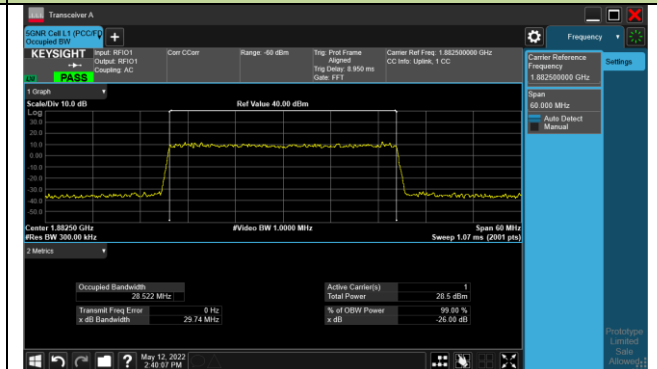 Transceiver A
5GNR Cell L1 (PCC/FD
Occupied BW
Frequency
KEYSIGHT
Input: RFIO1
Output: RFIO1
Coupling: AC
Corr CCorr
Range: -60 dBm
Trig: Prot Frame
Aligned
Trig Delay: 8.950 ms
Gate: FFT
Carrier Ref Freq: 1.882500000 GHz
CC Info: Uplink, 1 CC
PASS
Carrier Reference
Frequency
1.882500000 GHz
Settings
Span
60.000 MHz
Auto Detect
Manual
1 Graph
Scale/Div 10.0 dB
Ref Value 40.00 dBm
Log
30.0
20.0
10.0
0.00
-10.0
-20.0
-30.0
-40.0
-50.0
Center 1.88250 GHz
#Video BW 1.0000 MHz
Span 60 MHz
#Res BW 300.00 kHz
Sweep 1.07 ms (2001 pts)
2 Metrics
Occupied Bandwidth
28.522 MHz
Active Carrier(s) 1
Total Power 28.5 dBm
Transmit Freq Error 0 Hz
x dB Bandwidth 29.74 MHz
% of OBW Power 99.00 %
x dB -26.00 dB
Prototype
Limited
Sale
Allowed
May 12, 2022
2:40:07 PM